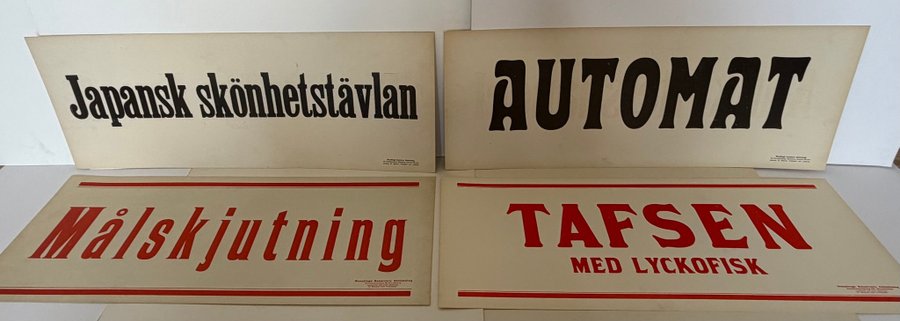 Japansk skönhetstävlan
AUTOMAT
Målskjutning
TAFSEN
MED LYCKOFISK